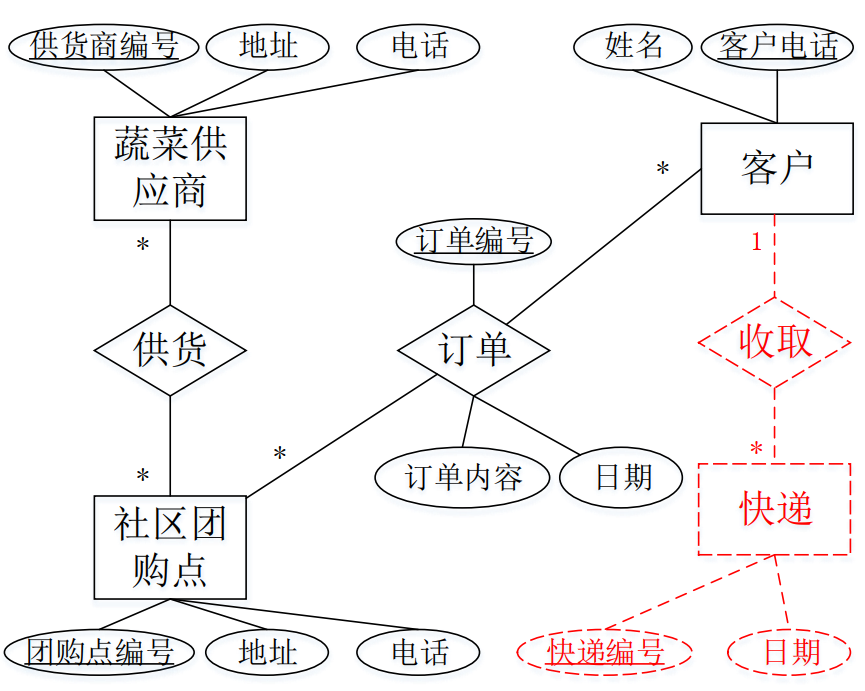 供货商编号
地址
电话
姓名
客户电话
蔬菜供
应商
客户
*
*
订单编号
1
供货
订单
收取
*
*
*
订单内容
日期
快递
社区团
购点
团购点编号
地址
电话
快递编号
日期